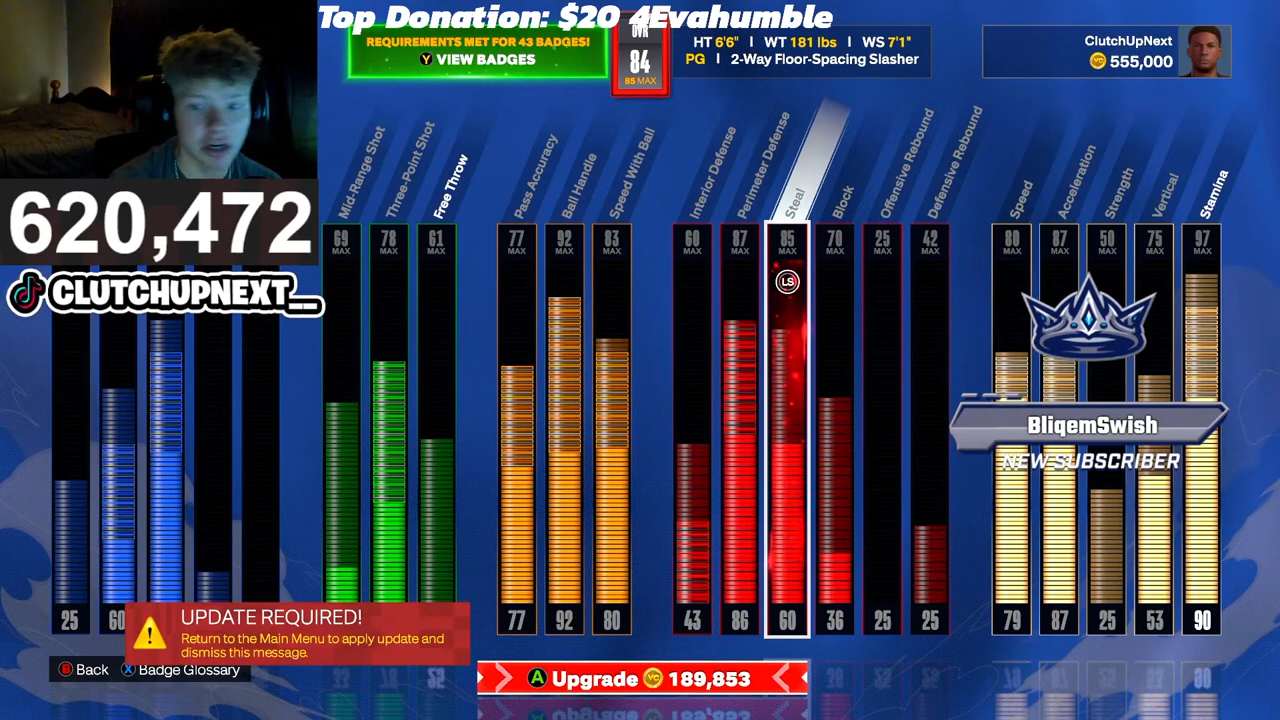 Top Donation: $20 4Evahumble
REQUIREMENTS MET FOR 43 BADGES!
Y VIEW BADGES
OVR
84
85 MAX
HT 6'6" | WT 181 lbs | WS 7'1"
PG | 2-Way Floor-Spacing Slasher
ClutchUpNext
VC 555,000
620,472
CLUTCHUPNEXT__
Mid-Range Shot
Three-Point Shot
Free Throw
Pass Accuracy
Ball Handle
Speed With Ball
Interior Defense
Perimeter Defense
Steal
Block
Offensive Rebound
Defensive Rebound
Speed
Acceleration
Strength
Vertical
Stamina
69 MAX
78 MAX
61 MAX
77 MAX
92 MAX
83 MAX
60 MAX
87 MAX
85 MAX
70 MAX
25 MAX
42 MAX
80 MAX
87 MAX
50 MAX
75 MAX
97 MAX
LS
BliqemSwish
NEW SUBSCRIBER
25
60
77
92
80
43
86
60
36
25
25
79
87
25
53
90
UPDATE REQUIRED!
Return to the Main Menu to apply update and
dismiss this message.
B Back X Badge Glossary
A Upgrade VC 189,853